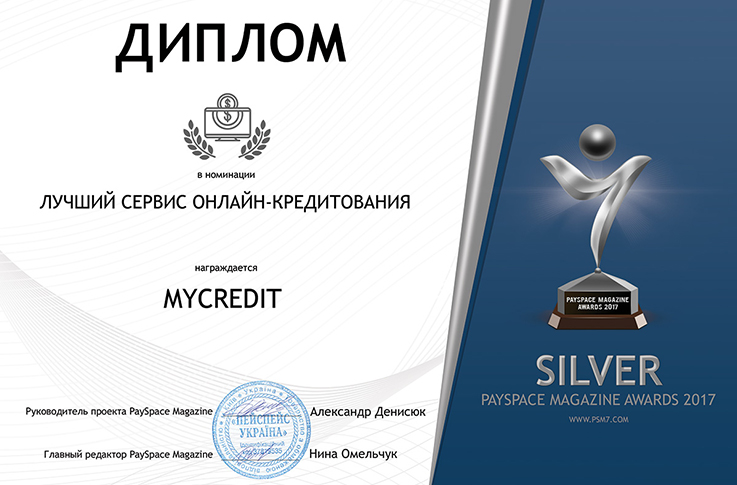 ДИПЛОМ
в номинации
ЛУЧШИЙ СЕРВИС ОНЛАЙН-КРЕДИТОВАНИЯ
награждается
MYCREDIT
Руководитель проекта PaySpace Magazine
Александр Денисюк
Главный редактор PaySpace Magazine
Нина Омельчук
«ПЕЙСПЕЙС
УКРАЇНА»
PAYSPACE MAGAZINE
AWARDS 2017
SILVER
PAYSPACE MAGAZINE AWARDS 2017
WWW.PSM7.COM